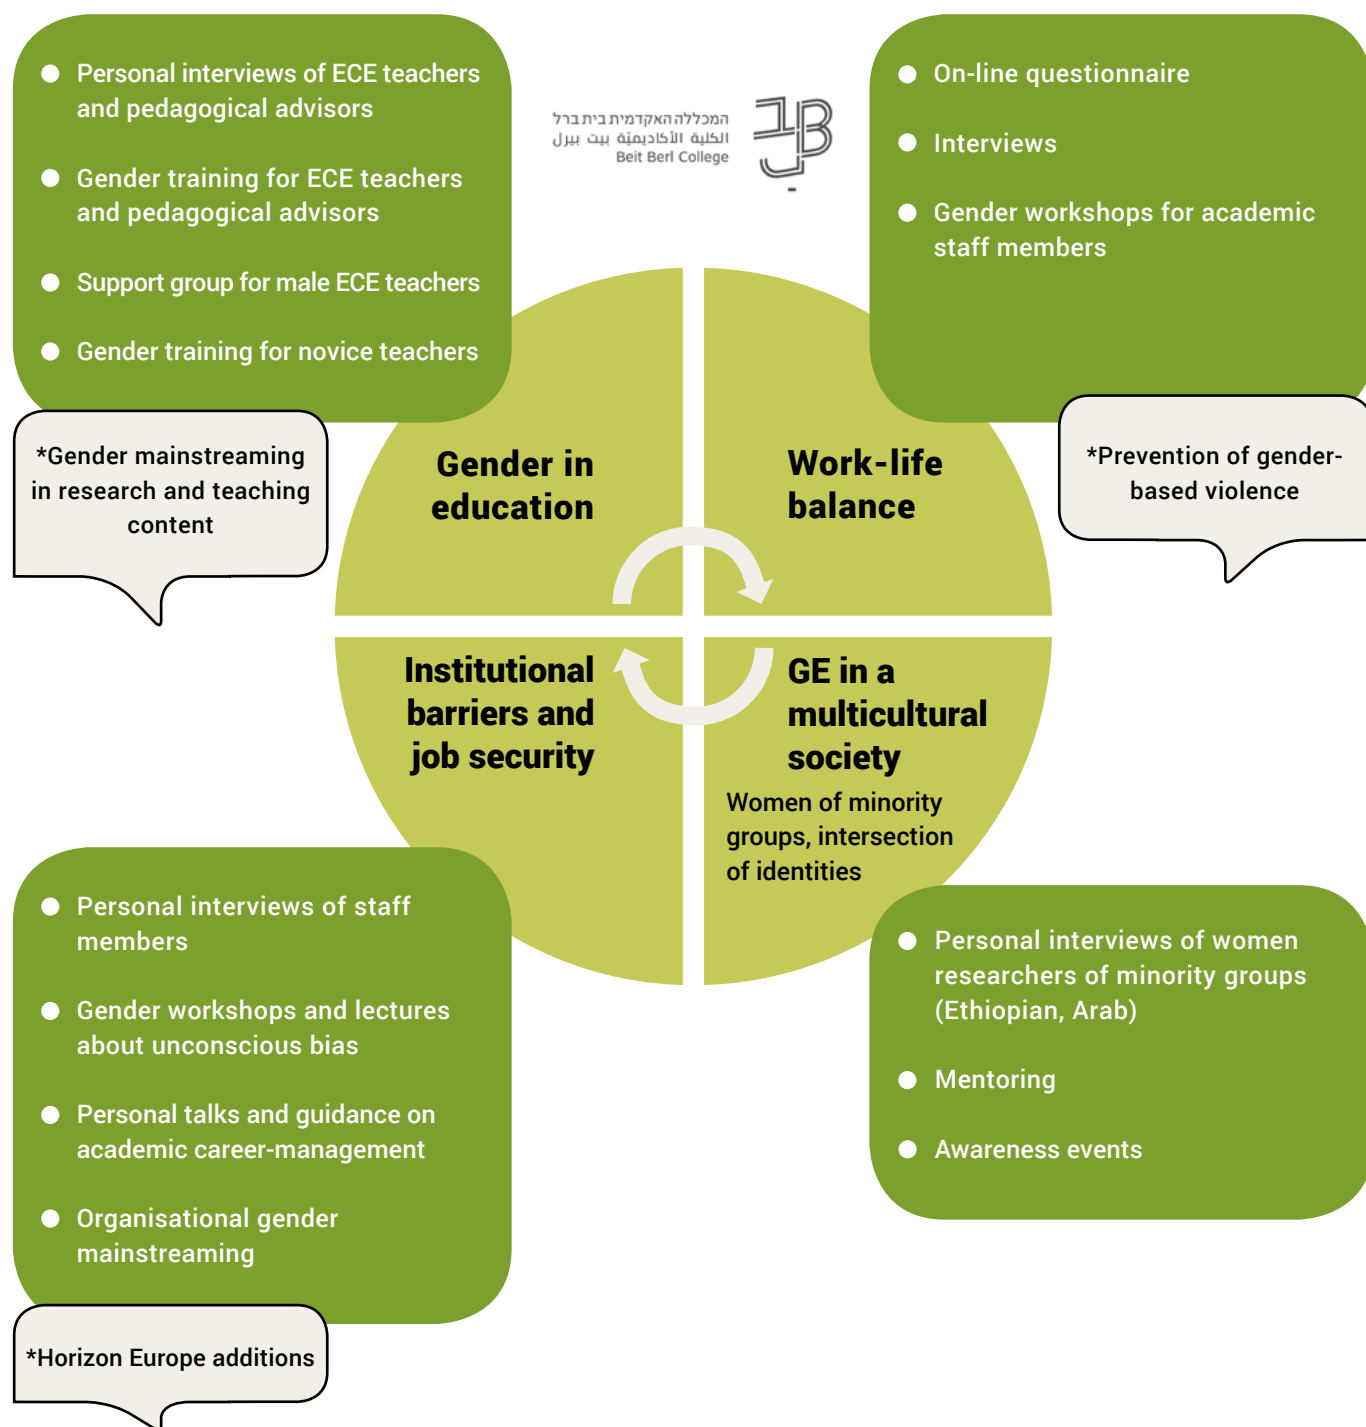 ● Personal interviews of ECE teachers
and pedagogical advisors
● Gender training for ECE teachers
and pedagogical advisors
● Support group for male ECE teachers
● Gender training for novice teachers
*Gender mainstreaming
in research and teaching
content
המכללה האקדמית בית ברל
الكلية الأكاديميّة بيت بيرل
Beit Berl College
● On-line questionnaire
● Interviews
● Gender workshops for academic
staff members
*Prevention of gender-
based violence
Gender in
education
Work-life
balance
Institutional
barriers and
job security
GE in a
multicultural
society
Women of minority
groups, intersection
of identities
● Personal interviews of staff
members
● Gender workshops and lectures
about unconscious bias
● Personal talks and guidance on
academic career-management
● Organisational gender
mainstreaming
*Horizon Europe additions
● Personal interviews of women
researchers of minority groups
(Ethiopian, Arab)
● Mentoring
● Awareness events